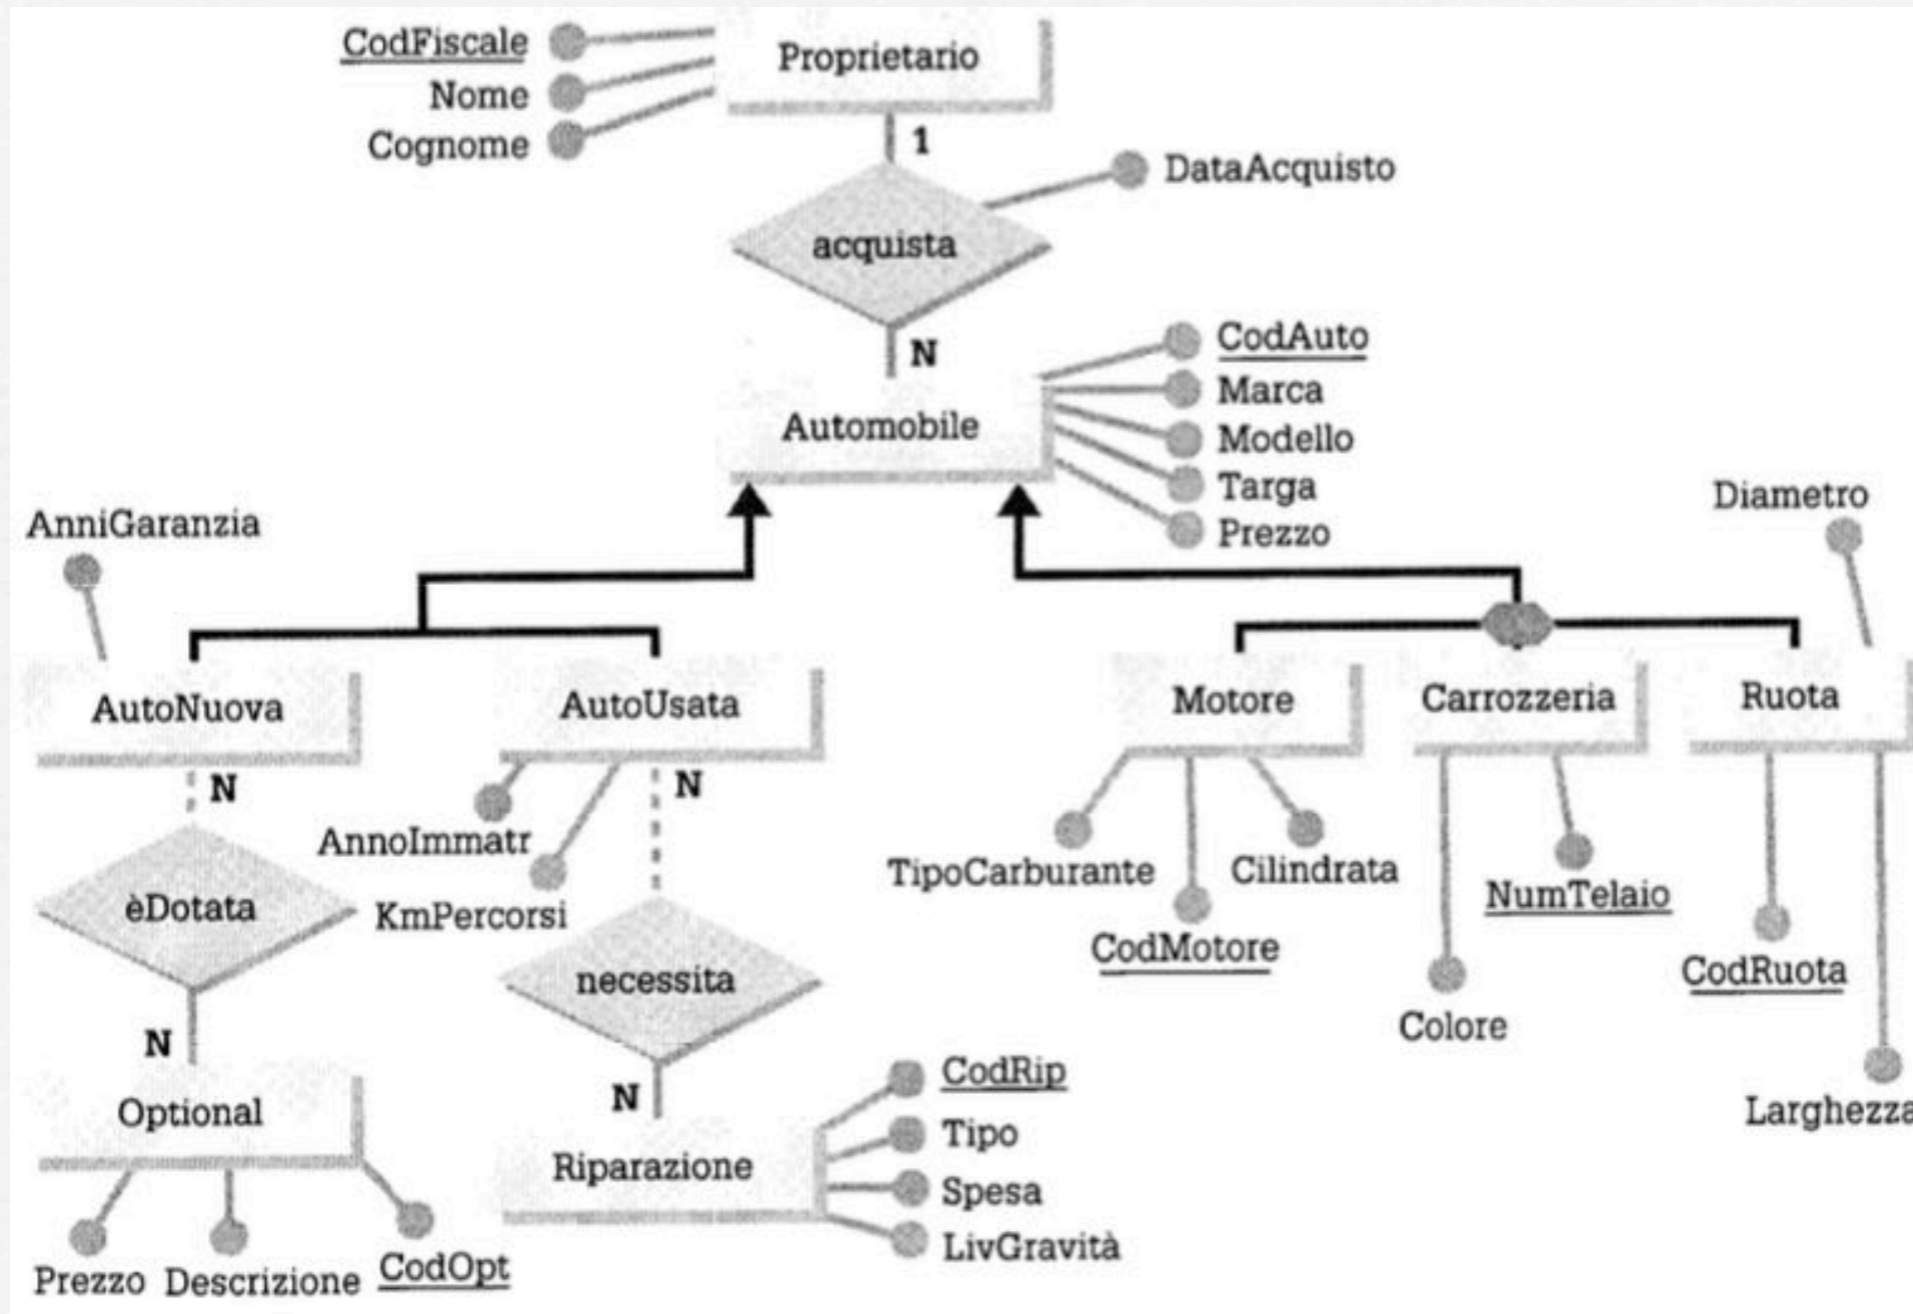 CodFiscale
Nome
Cognome
Proprietario
1
acquista
DataAcquisto
N
Automobile
CodAuto
Marca
Modello
Targa
Prezzo
AnniGaranzia
Diametro
AutoNuova
AutoUsata
Motore
Carrozzeria
Ruota
N
N
AnnoImmatr
KmPercorsi
TipoCarburante
Cilindrata
NumTelaio
CodMotore
CodRuota
Colore
Larghezza
èDotata
necessita
N
N
Optional
Riparazione
CodRip
Tipo
Spesa
LivGravità
Prezzo
Descrizione
CodOpt